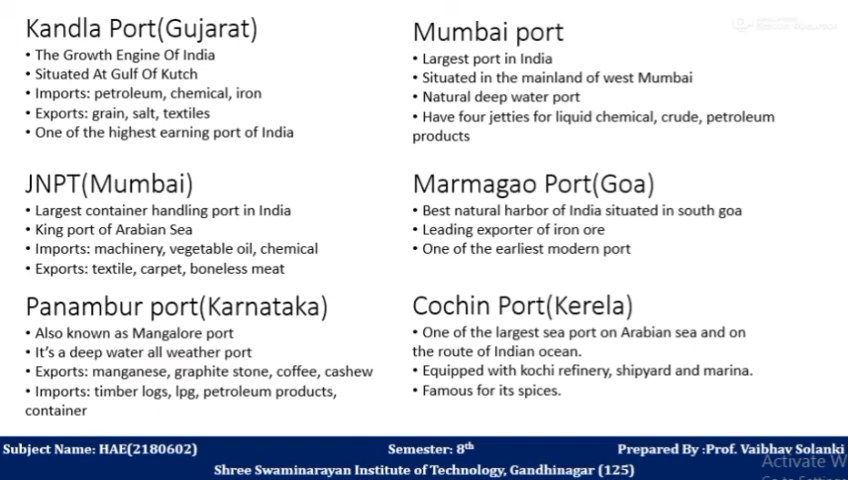 Kandla Port(Gujarat)
• The Growth Engine Of India
• Situated At Gulf Of Kutch
• Imports: petroleum, chemical, iron
• Exports: grain, salt, textiles
• One of the highest earning port of India
Mumbai port
• Largest port in India
• Situated in the mainland of west Mumbai
• Natural deep water port
• Have four jetties for liquid chemical, crude, petroleum
products
JNPT(Mumbai)
• Largest container handling port in India
• King port of Arabian Sea
• Imports: machinery, vegetable oil, chemical
• Exports: textile, carpet, boneless meat
Marmagao Port(Goa)
• Best natural harbor of India situated in south goa
• Leading exporter of iron ore
• One of the earliest modern port
Panambur port(Karnataka)
• Also known as Mangalore port
• It's a deep water all weather port
• Exports: manganese, graphite stone, coffee, cashew
• Imports: timber logs, lpg, petroleum products,
container
Cochin Port(Kerela)
• One of the largest sea port on Arabian sea and on
the route of Indian ocean.
• Equipped with kochi refinery, shipyard and marina.
• Famous for its spices.
Subject Name: HAE(2180602) Semester: 8th Prepared By :Prof. Vaibhav Solanki
Activate W
Shree Swaminarayan Institute of Technology, Gandhinagar (125)